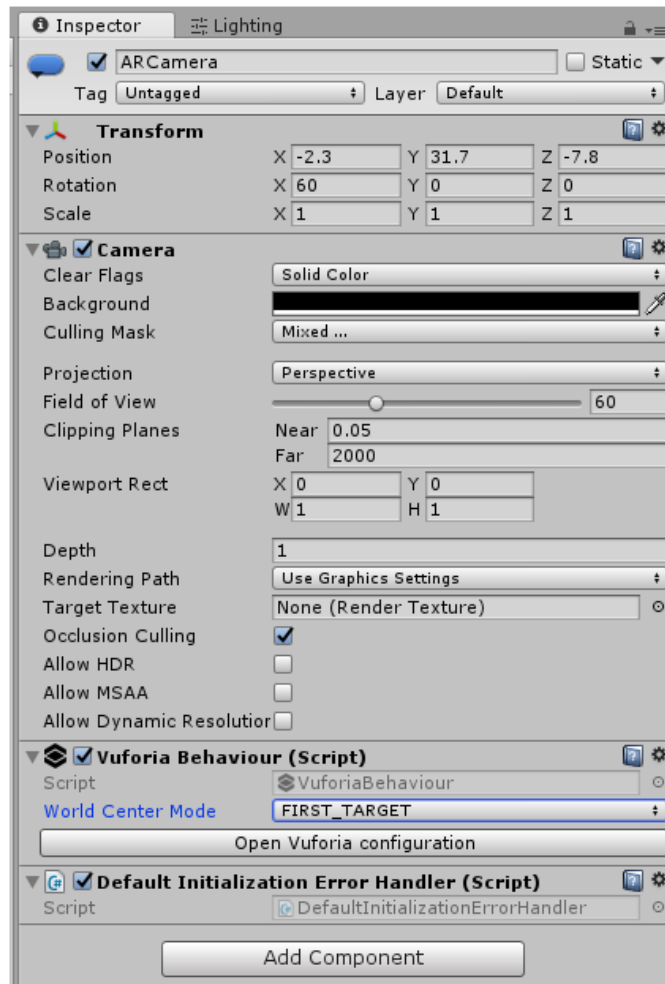 Inspector Lighting
ARCamera Static
Tag Untagged Layer Default
Transform
Position X -2.3 Y 31.7 Z -7.8
Rotation X 60 Y 0 Z 0
Scale X 1 Y 1 Z 1
Camera
Clear Flags Solid Color
Background
Culling Mask Mixed ...
Projection Perspective
Field of View 60
Clipping Planes Near 0.05
Far 2000
Viewport Rect X 0 Y 0
W 1 H 1
Depth 1
Rendering Path Use Graphics Settings
Target Texture None (Render Texture)
Occlusion Culling
Allow HDR
Allow MSAA
Allow Dynamic Resolutior
Vuforia Behaviour (Script)
Script VuforiaBehaviour
World Center Mode FIRST_TARGET
Open Vuforia configuration
C# Default Initialization Error Handler (Script)
Script DefaultInitializationErrorHandler
Add Component